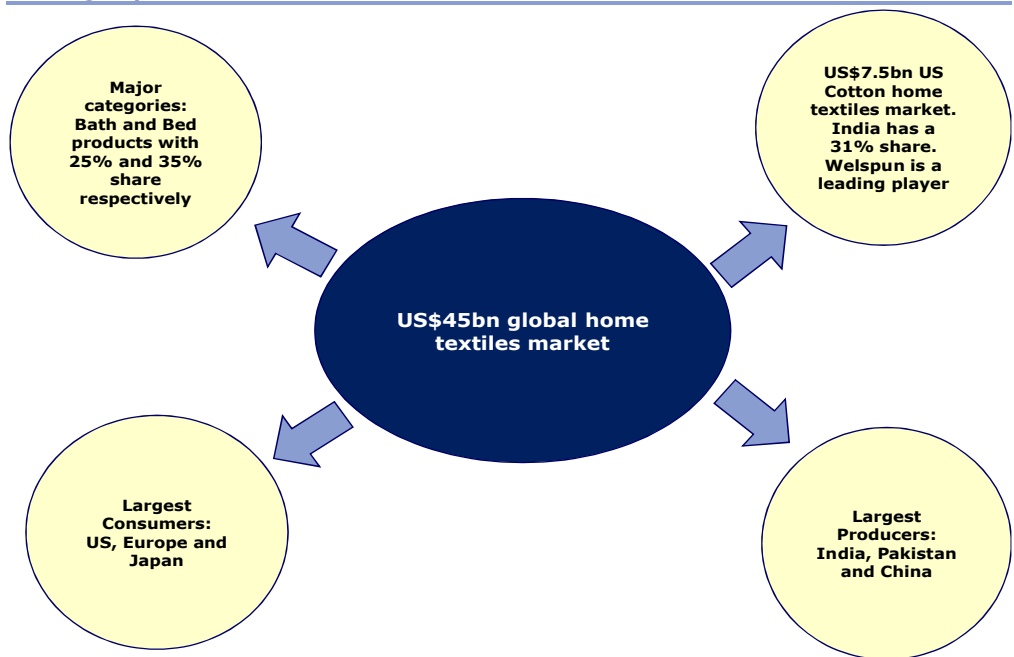 Major
categories:
Bath and Bed
products with
25% and 35%
share
respectively
US$7.5bn US
Cotton home
textiles market.
India has a
31% share.
Welspun is a
leading player
US$45bn global home
textiles market
Largest
Consumers:
US, Europe and
Japan
Largest
Producers:
India, Pakistan
and China